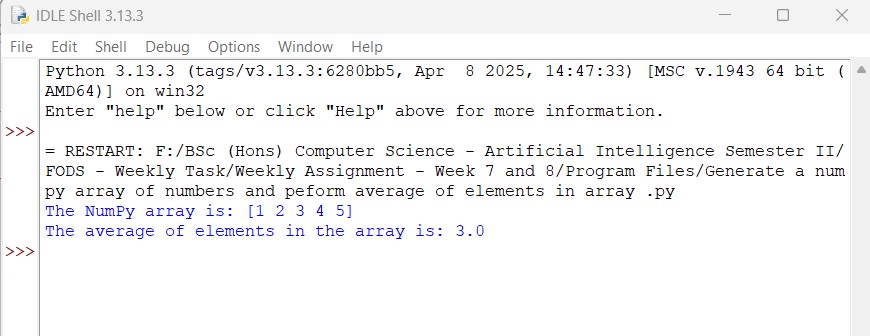 IDLE Shell 3.13.3
File Edit Shell Debug Options Window Help
Python 3.13.3 (tags/v3.13.3:6280bb5, Apr  8 2025, 14:47:33) [MSC v.1943 64 bit (
AMD64)] on win32
Enter "help" below or click "Help" above for more information.
>>>
= RESTART: F:/BSc (Hons) Computer Science - Artificial Intelligence Semester II/
FODS - Weekly Task/Weekly Assignment - Week 7 and 8/Program Files/Generate a num
py array of numbers and peform average of elements in array .py
The NumPy array is: [1 2 3 4 5]
The average of elements in the array is: 3.0
>>>